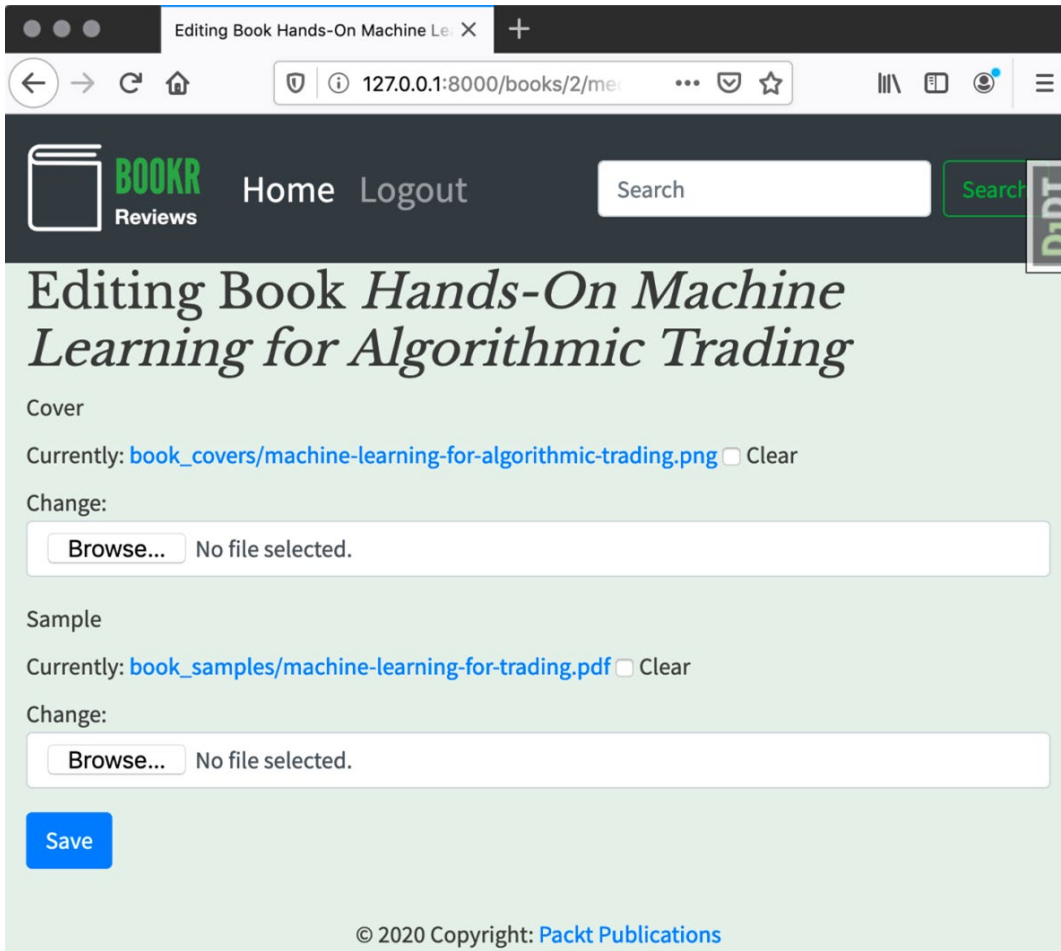 Editing Book Hands-On Machine Le
127.0.0.1:8000/books/2/me
BOOKR
Reviews
Home Logout
Search
Search
DjDT
Editing Book Hands-On Machine
Learning for Algorithmic Trading
Cover
Currently: book_covers/machine-learning-for-algorithmic-trading.png Clear
Change:
Browse... No file selected.
Sample
Currently: book_samples/machine-learning-for-trading.pdf Clear
Change:
Browse... No file selected.
Save
© 2020 Copyright: Packt Publications